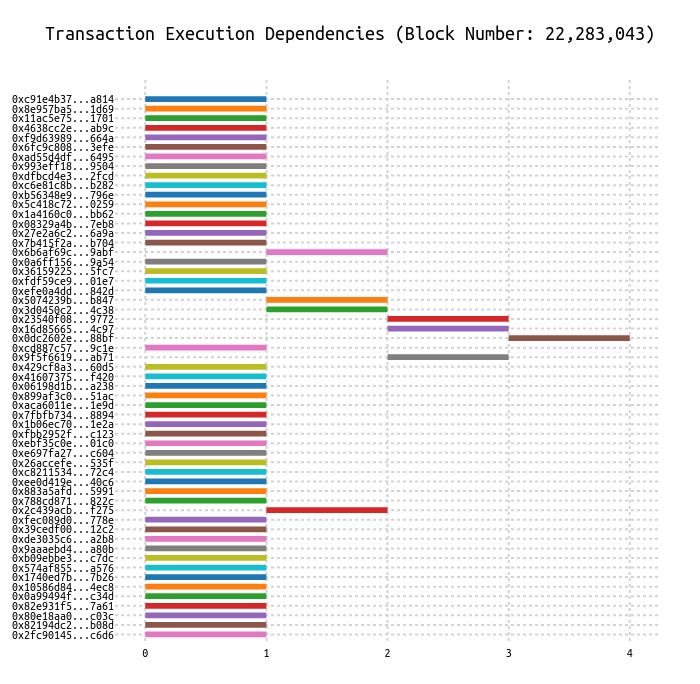 Transaction Execution Dependencies (Block Number: 22,283,043)
0xc91e4b37...a814
0x8e957ba5...1d69
0x11ac5e75...1701
0x4638cc2e...ab9c
0xf9d63989...664a
0x6fc9c808...3efe
0xad55d4df...6495
0x993eff18...9504
0xdfbcd4e3...2fcd
0xc6e81c8b...b282
0xb56348e9...796e
0x5c418c72...0259
0x1a4160c0...bb62
0x08329a4b...7eb8
0x27e2a6c2...6a9a
0x7b415f2a...b704
0x6b6af69c...9abf
0x0a6ff156...9a54
0x36159225...5fc7
0xfdf59ce9...01e7
0xefe0a4dd...842d
0x5074239b...b847
0x3d0450c2...4c38
0x23540f08...9772
0x16d85665...4c97
0x0dc2602e...88bf
0xcd887c57...9c1e
0x9f5f6619...ab71
0x429cf8a3...60d5
0x41607375...f420
0x06198d1b...a238
0x899af3c0...51ac
0xaca6011e...1e9d
0x7fbfb734...8894
0x1b06ec70...1e2a
0xfbb2952f...c123
0xebf35c0e...01c0
0xe697fa27...c604
0x26accefe...535f
0xc8211534...72c4
0xee0d419e...40c6
0x883a5afd...5991
0x788cd871...822c
0x2c439acb...f275
0xfec089d0...778e
0x39cedf00...12c2
0xde3035c6...a2b8
0x9aaaebd4...a80b
0xb09ebbe3...c7dc
0x574af855...a576
0x1740ed7b...7b26
0x10586d84...4ec8
0x0a99494f...c34d
0x82e931f5...7a61
0x80e18aa0...c03c
0x82194dc2...b08d
0x2fc90145...c6d6
0 1 2 3 4